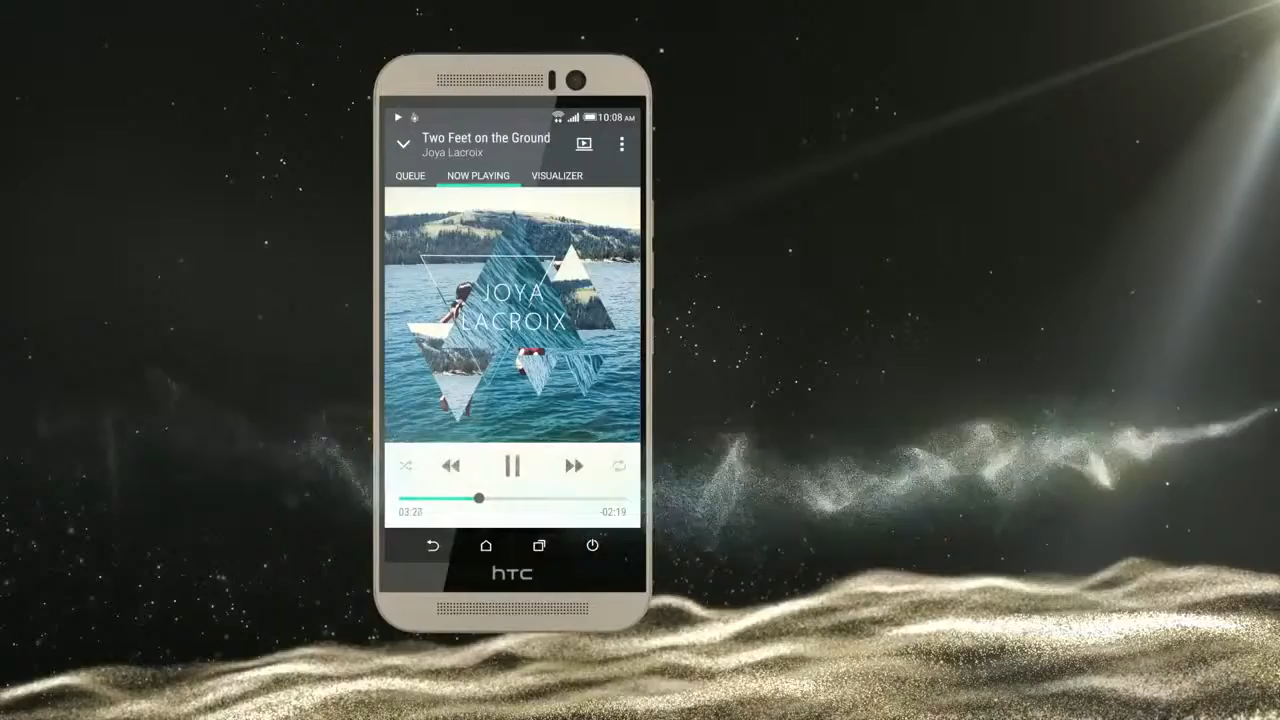 10:08 AM
Two Feet on the Ground
Joya Lacroix
QUEUE NOW PLAYING VISUALIZER
JOYA
LACROIX
03:20 -02:19
hTC